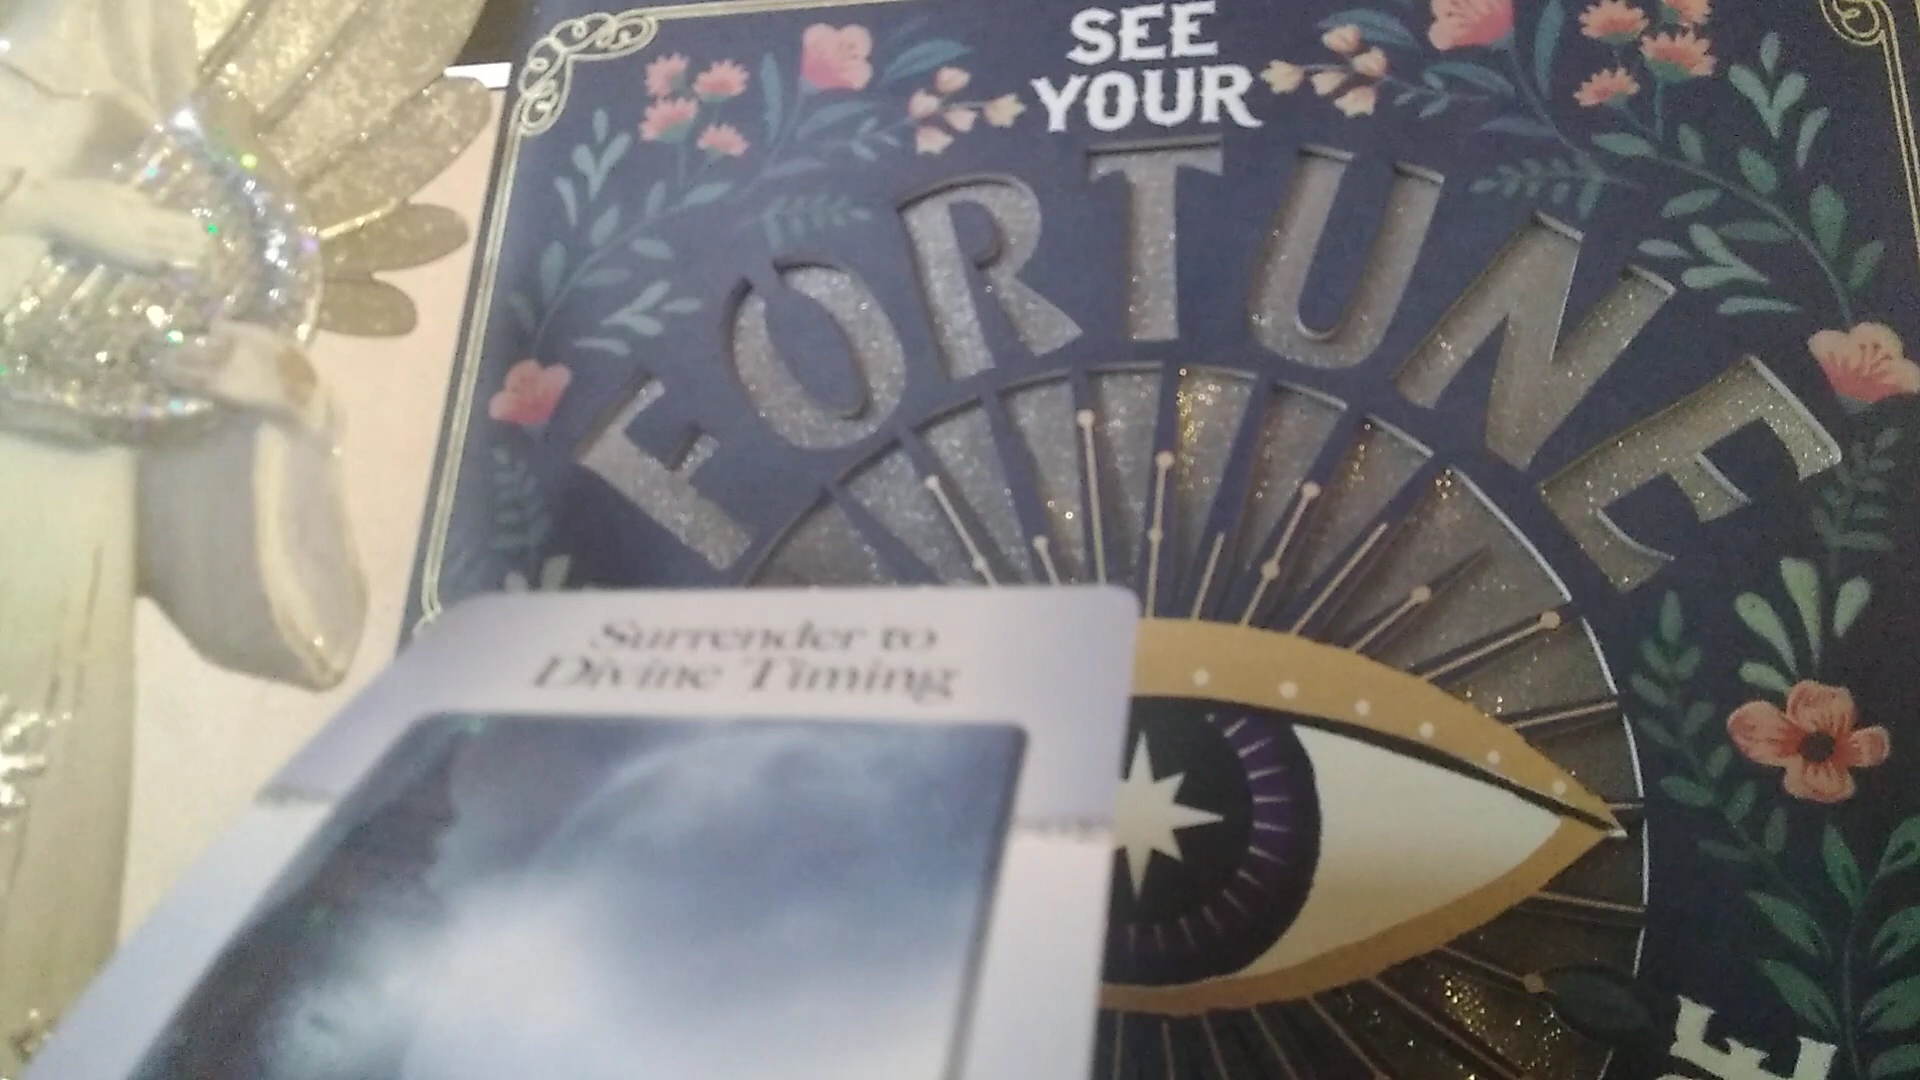 SEE
YOUR
FORTUNE
Surrender to
Divine Timing